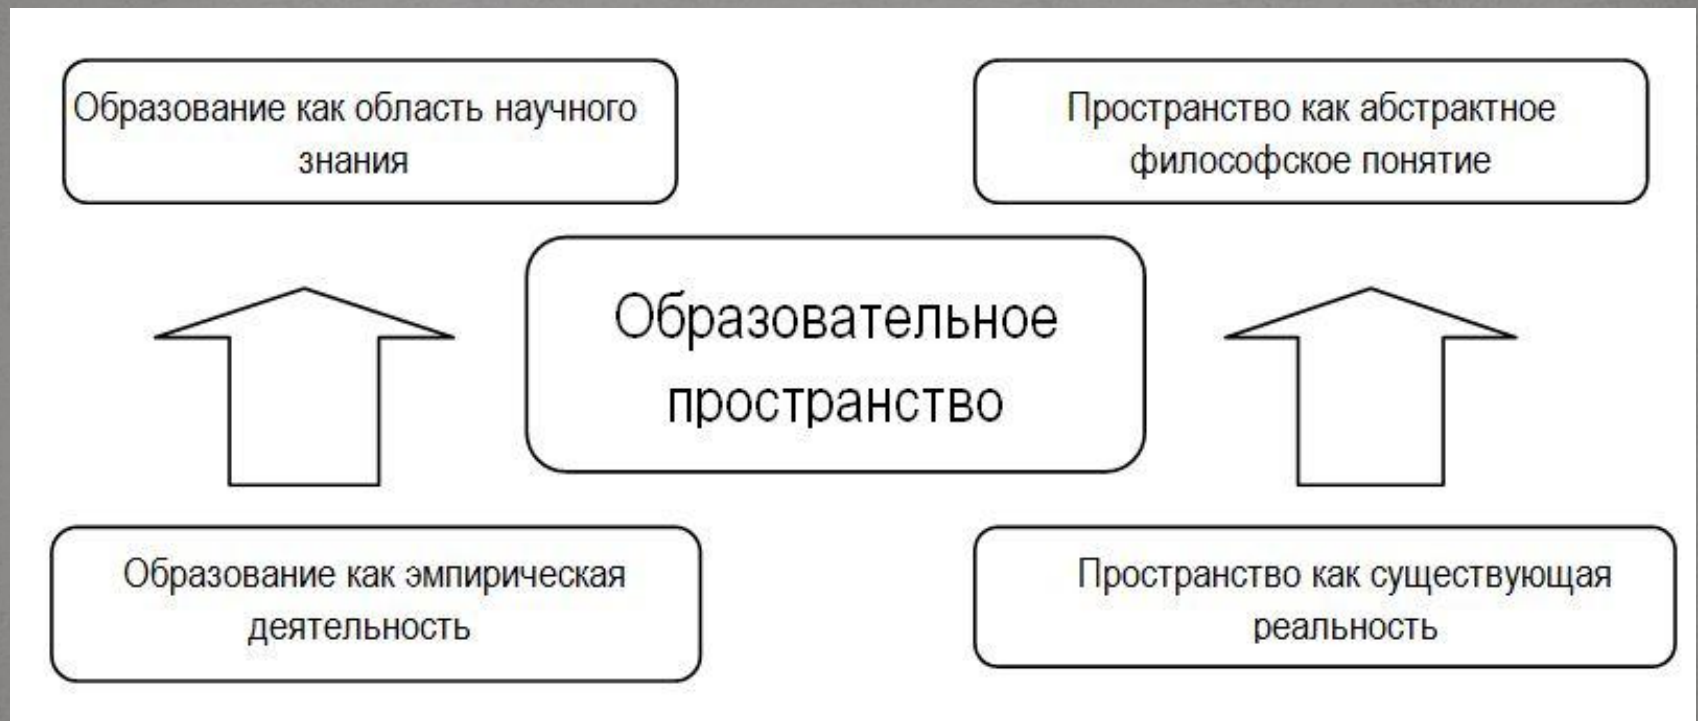 Образование как область научного
знания
Пространство как абстрактное
философское понятие
Образовательное
пространство
Образование как эмпирическая
деятельность
Пространство как существующая
реальность